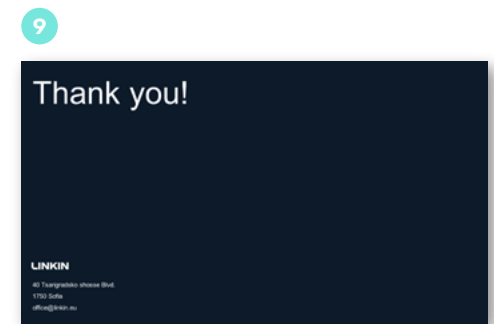 9
Thank you!
LINKIN
40 Tsarigradsko shosse Blvd.
1750 Sofia
office@linkin.eu